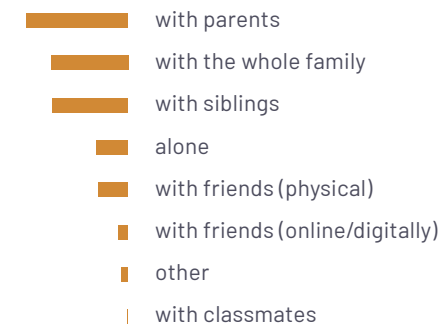 with parents
with the whole family
with siblings
alone
with friends (physical)
with friends (online/digitally)
other
with classmates